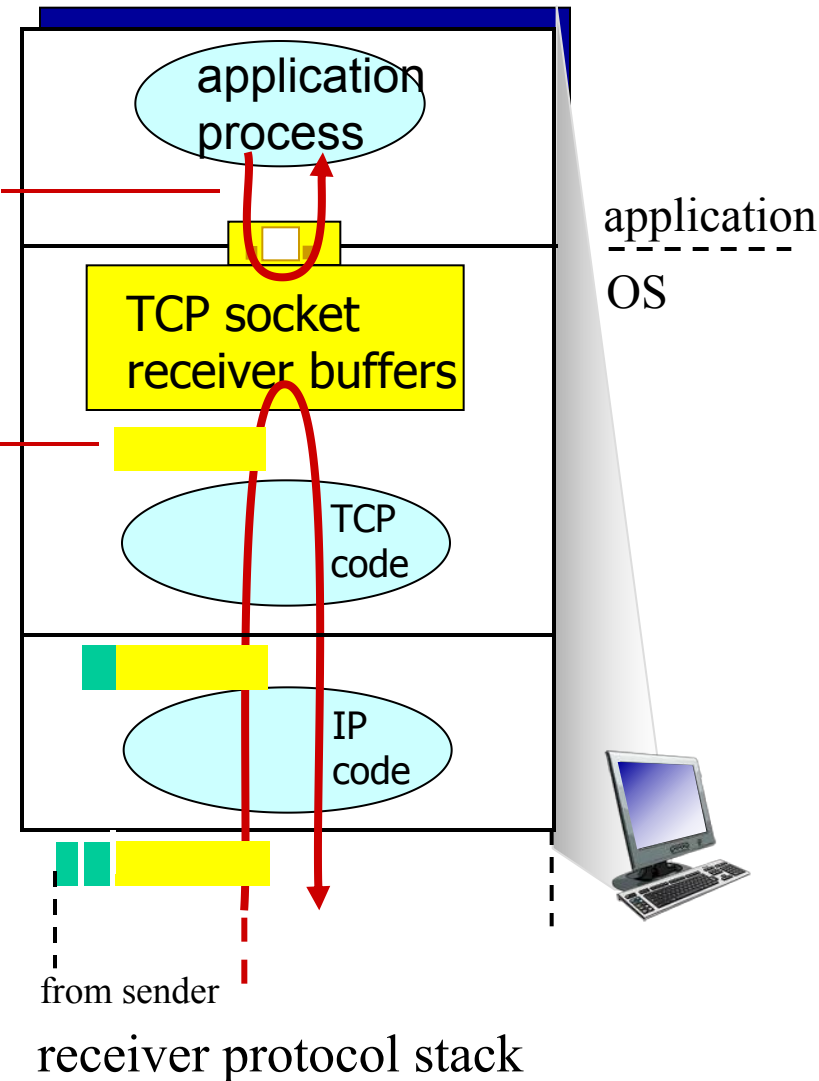 application
process
application
OS
TCP socket
receiver buffers
TCP
code
IP
code
from sender
receiver protocol stack